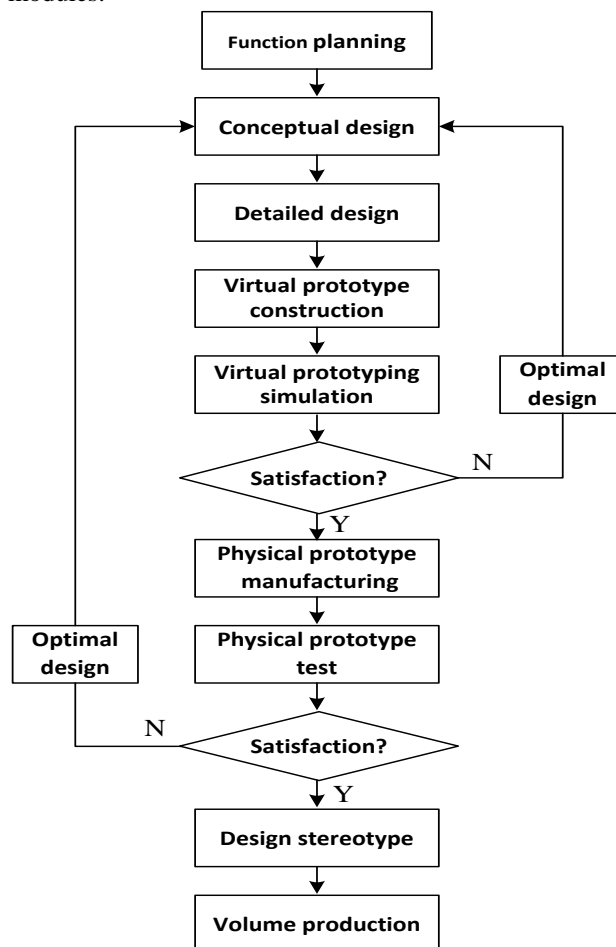 modules.
Function planning
Conceptual design
Detailed design
Virtual prototype
construction
Virtual prototyping
simulation
Optimal
design
Satisfaction?
N
Y
Physical prototype
manufacturing
Physical prototype
test
Optimal
design
N
Satisfaction?
Y
Design stereotype
Volume production